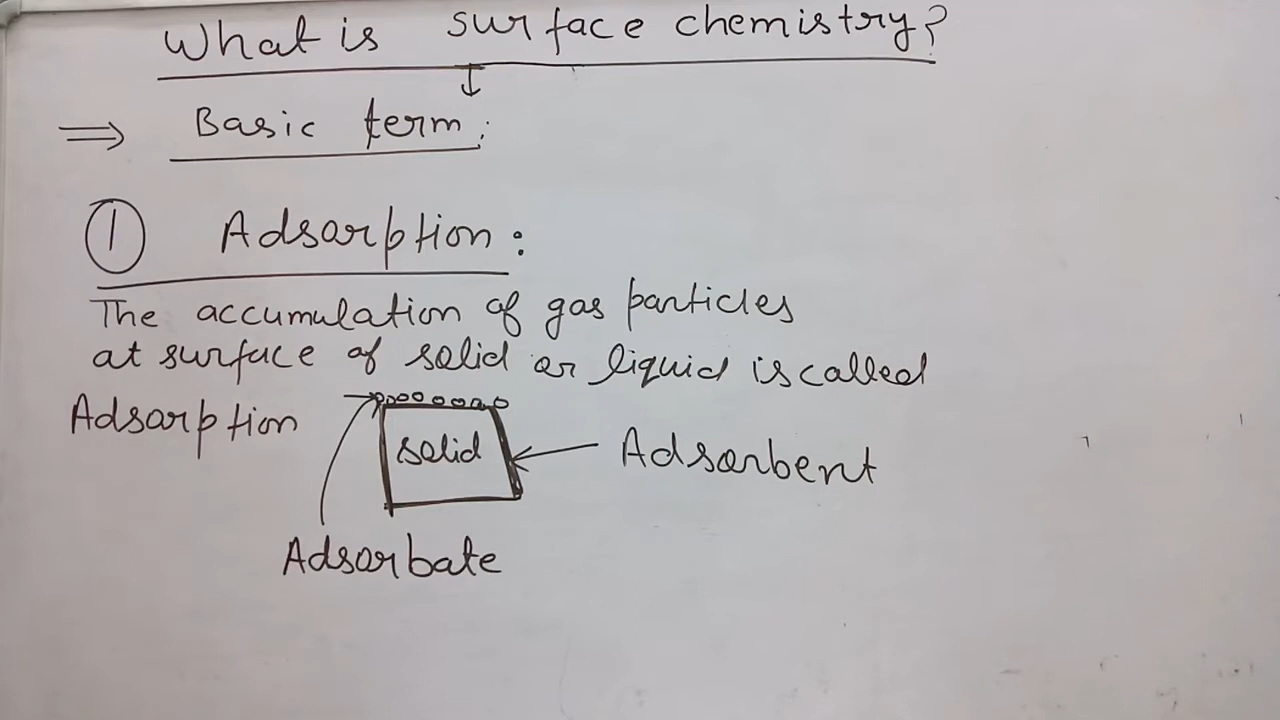 What is surface chemistry?
⇒ Basic term:
① Adsorption:
The accumulation of gas particles
at surface of solid or liquid is called
Adsorption
solid
Adsorbent
Adsorbate